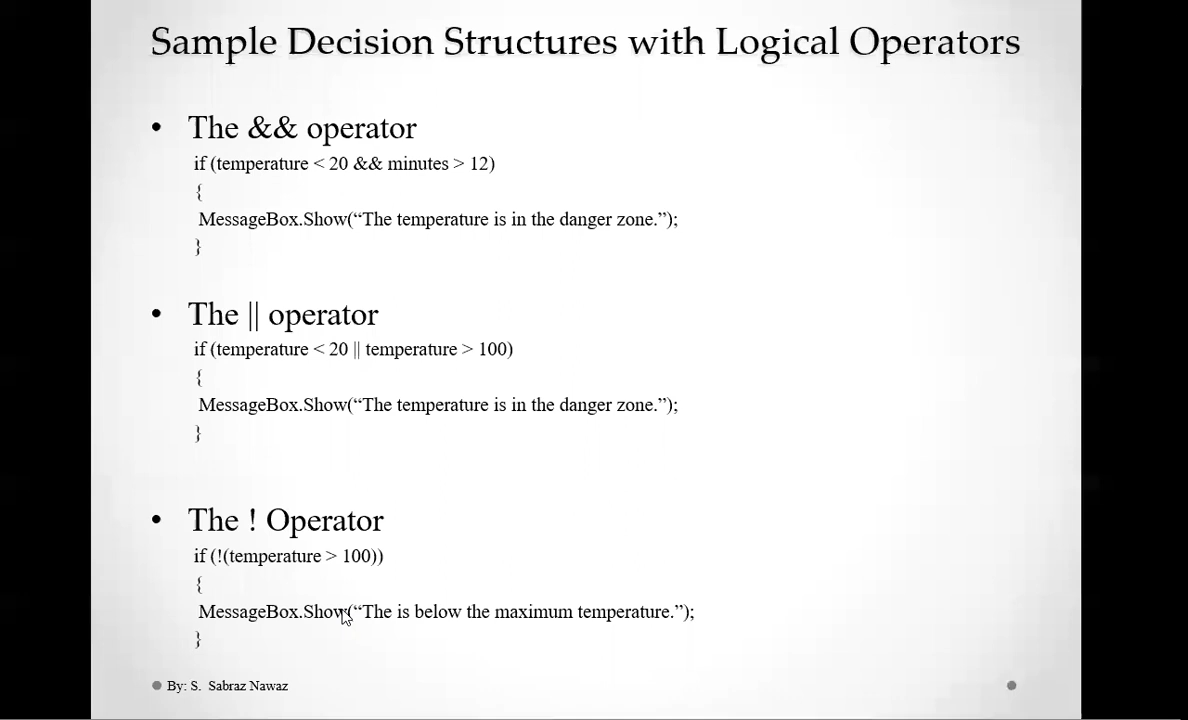 Sample Decision Structures with Logical Operators
• The && operator
if (temperature < 20 && minutes > 12)
{
MessageBox.Show(“The temperature is in the danger zone.”);
}
• The || operator
if (temperature < 20 || temperature > 100)
{
MessageBox.Show(“The temperature is in the danger zone.”);
}
• The ! Operator
if (!(temperature > 100))
{
MessageBox.Show(“The is below the maximum temperature.”);
}
By: S. Sabraz Nawaz